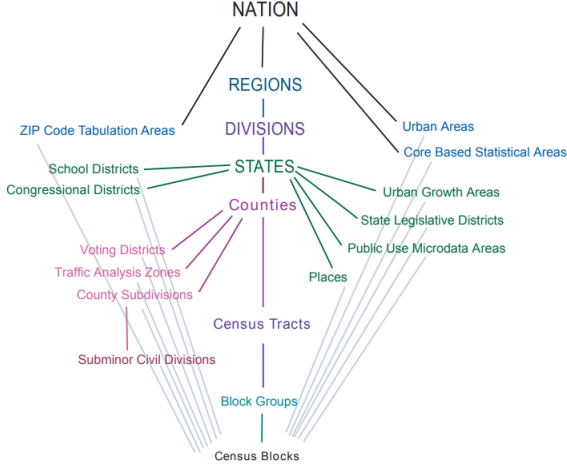 NATION
REGIONS
ZIP Code Tabulation Areas
DIVISIONS
Urban Areas
Core Based Statistical Areas
School Districts
STATES
Congressional Districts
Urban Growth Areas
Counties
State Legislative Districts
Voting Districts
Public Use Microdata Areas
Traffic Analysis Zones
Places
County Subdivisions
Census Tracts
Subminor Civil Divisions
Block Groups
Census Blocks